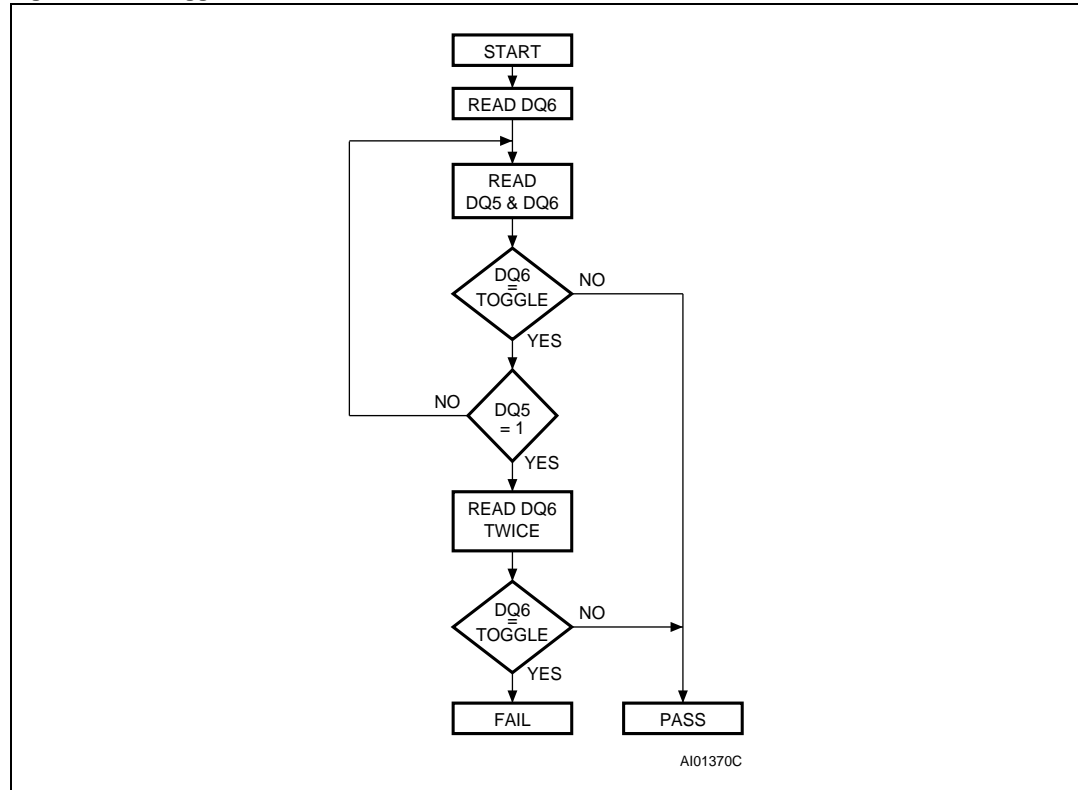 START
READ DQ6
READ
DQ5 & DQ6
DQ6
=
TOGGLE
NO
YES
NO
DQ5
= 1
YES
READ DQ6
TWICE
DQ6
=
TOGGLE
NO
YES
FAIL
PASS
AI01370C